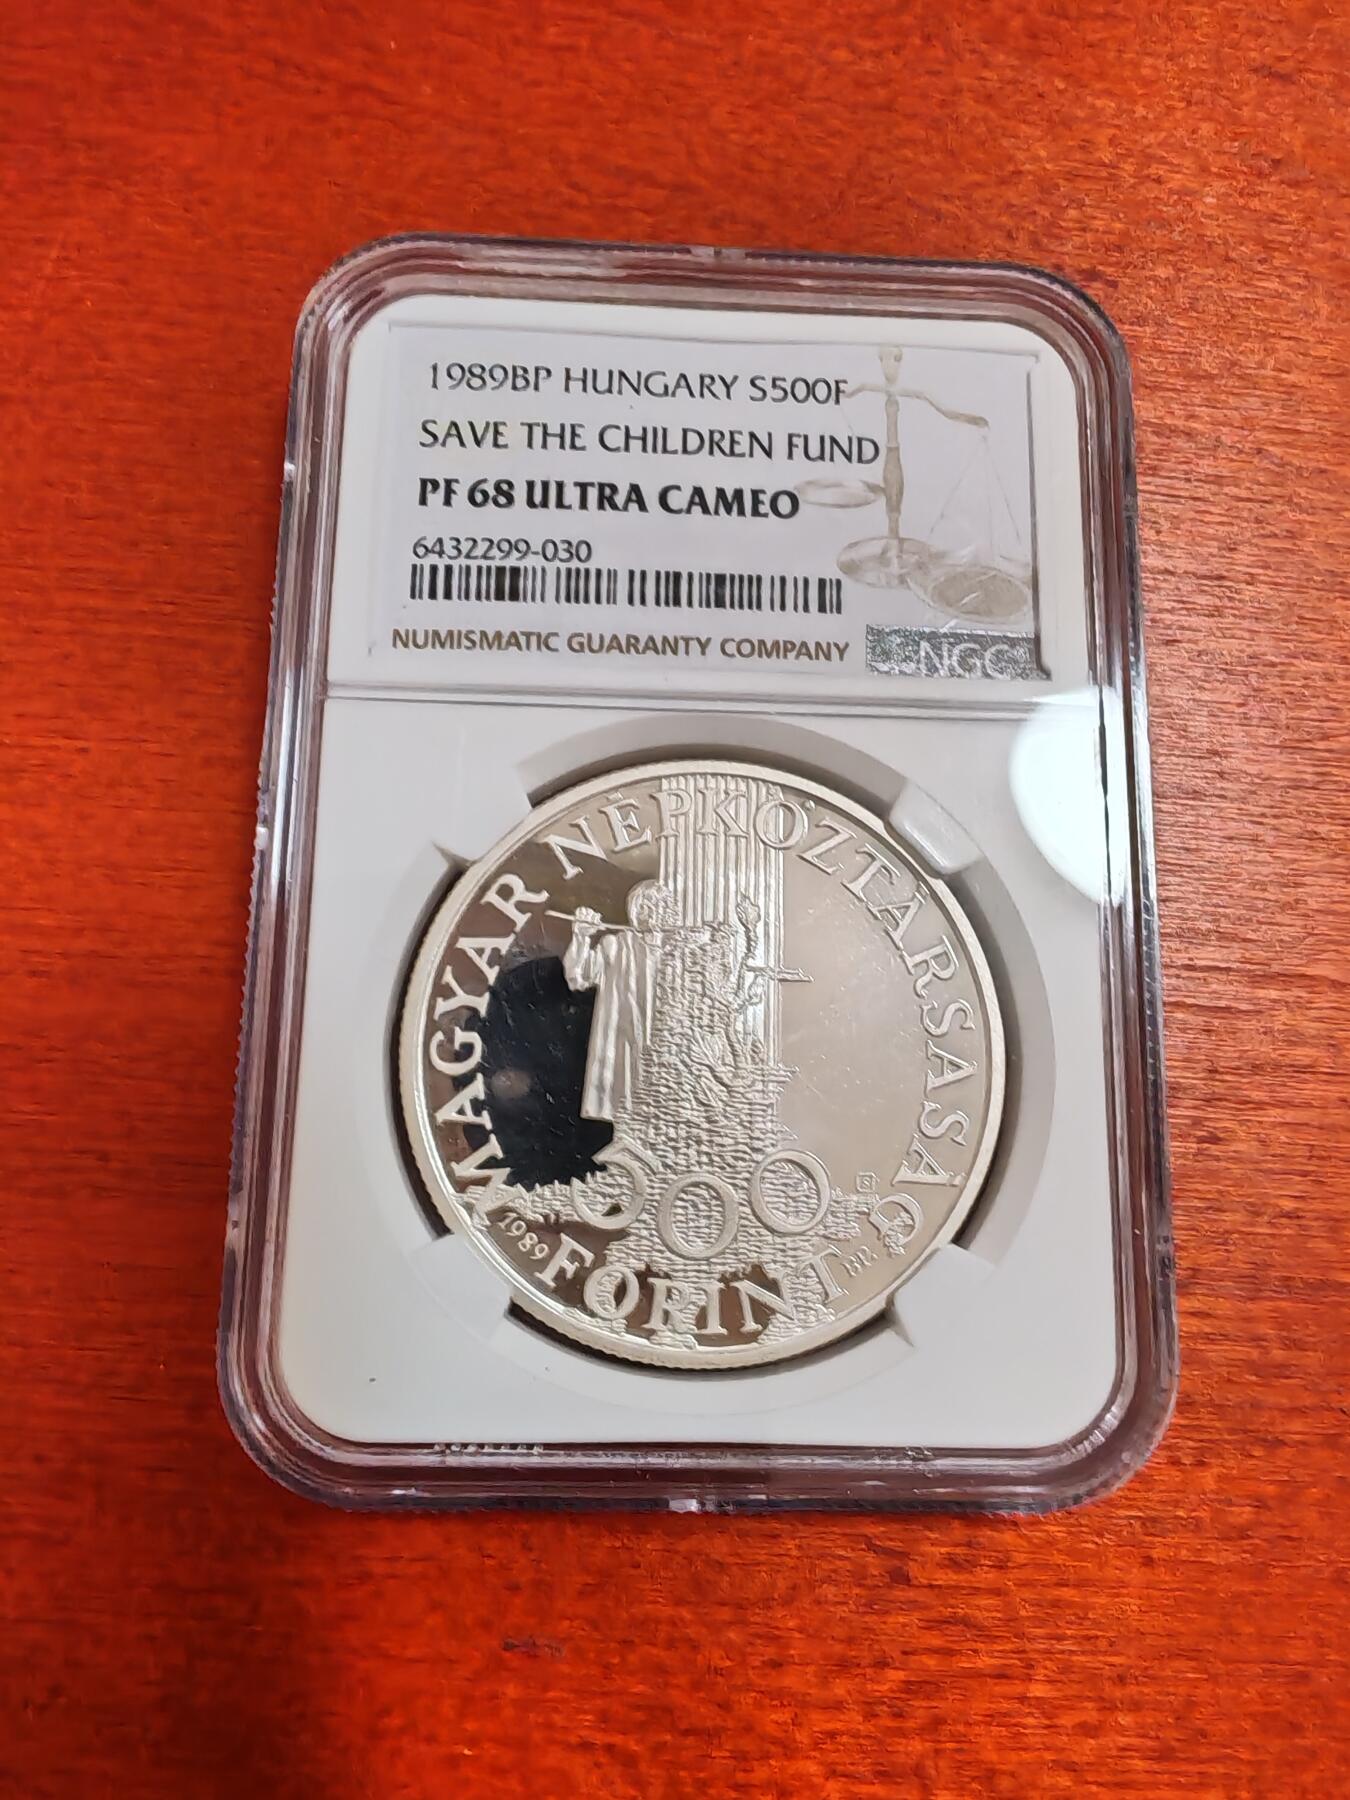 1989BP HUNGARY S500F
SAVE THE CHILDREN FUND
PF 68 ULTRA CAMEO
6432299-030
NUMISMATIC GUARANTY COMPANY
NGC
MAGYAR NÉPKÖZTÁRSASÁG
500
FORINT
1989
BP.